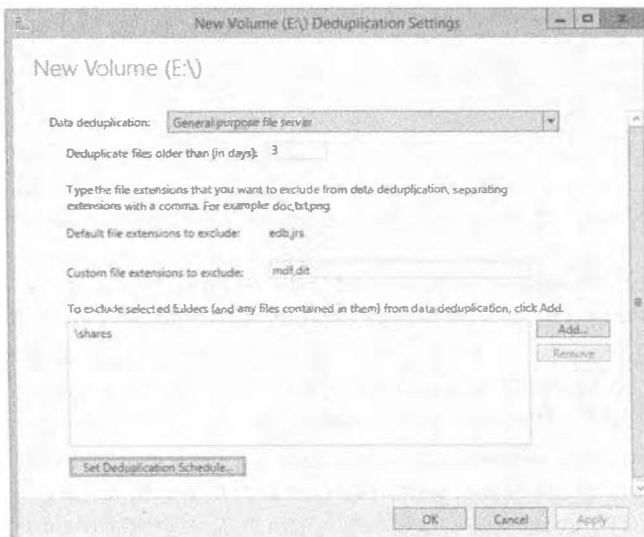 New Volume (E:\) Deduplication Settings
New Volume (E:\)
Data deduplication: General purpose file server
Deduplicate files older than (in days): 3
Type the file extensions that you want to exclude from data deduplication, separating
extensions with a comma. For example: doc,txt,png
Default file extensions to exclude: edb,jrs
Custom file extensions to exclude: mdf,dit
To exclude selected folders (and any files contained in them) from data deduplication, click Add.
\shares
Add...
Remove
Set Deduplication Schedule...
OK Cancel Apply